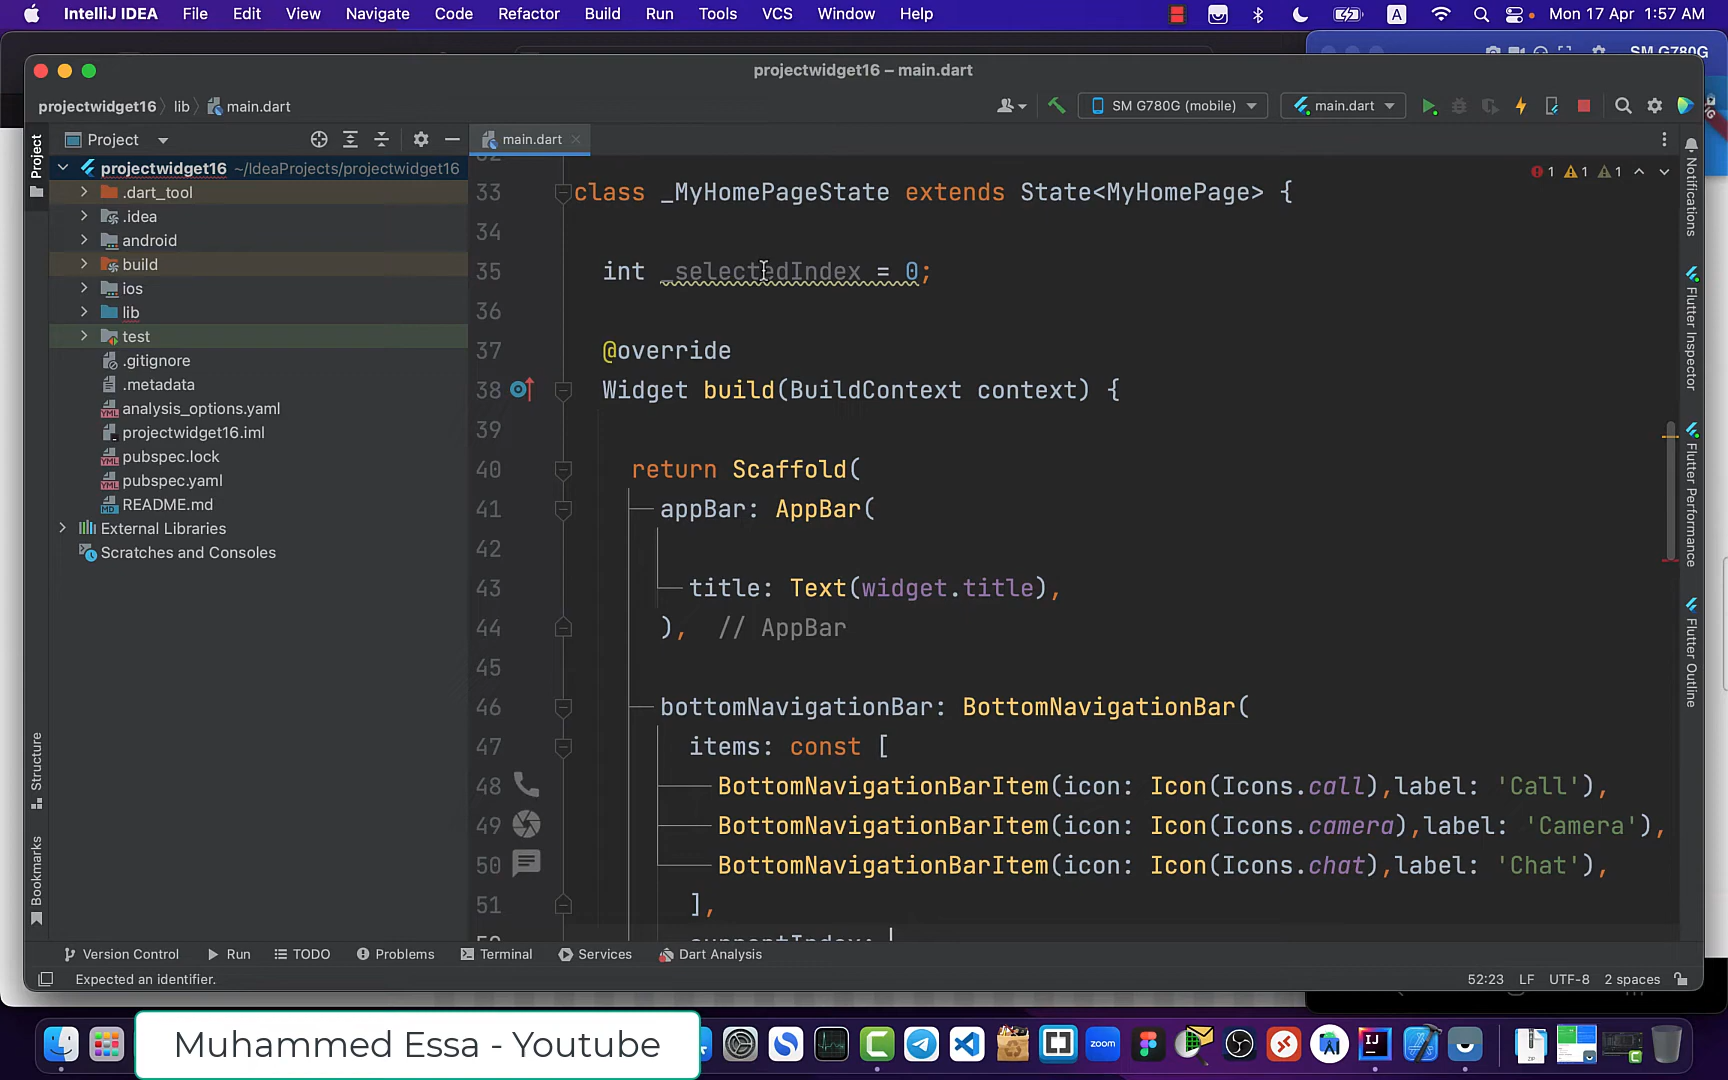 IntelliJ IDEA File Edit View Navigate Code Refactor Build Run Tools VCS Window Help A Mon 17 Apr 1:57 AM
SM G780G
projectwidget16 – main.dart
projectwidget16 lib main.dart SM G780G (mobile) main.dart
Project main.dart
projectwidget16 ~/IdeaProjects/projectwidget16
.dart_tool
.idea
android
build
ios
lib
test
.gitignore
.metadata
analysis_options.yaml
projectwidget16.iml
pubspec.lock
pubspec.yaml
README.md
External Libraries
Scratches and Consoles
Project
Structure
Bookmarks
1 1 1
33 class _MyHomePageState extends State<MyHomePage> {
34
35 int _selectedIndex = 0;
36
37 @override
38 Widget build(BuildContext context) {
39
40 return Scaffold(
41 appBar: AppBar(
42
43 title: Text(widget.title),
44 ), // AppBar
45
46 bottomNavigationBar: BottomNavigationBar(
47 items: const [
48 BottomNavigationBarItem(icon: Icon(Icons.call),label: 'Call'),
49 BottomNavigationBarItem(icon: Icon(Icons.camera),label: 'Camera'),
50 BottomNavigationBarItem(icon: Icon(Icons.chat),label: 'Chat'),
51 ],
Notifications
Flutter Inspector
Flutter Performance
Flutter Outline
Version Control Run TODO Problems Terminal Services Dart Analysis
Expected an identifier. 52:23 LF UTF-8 2 spaces
Muhammed Essa - Youtube
zoom
IJ